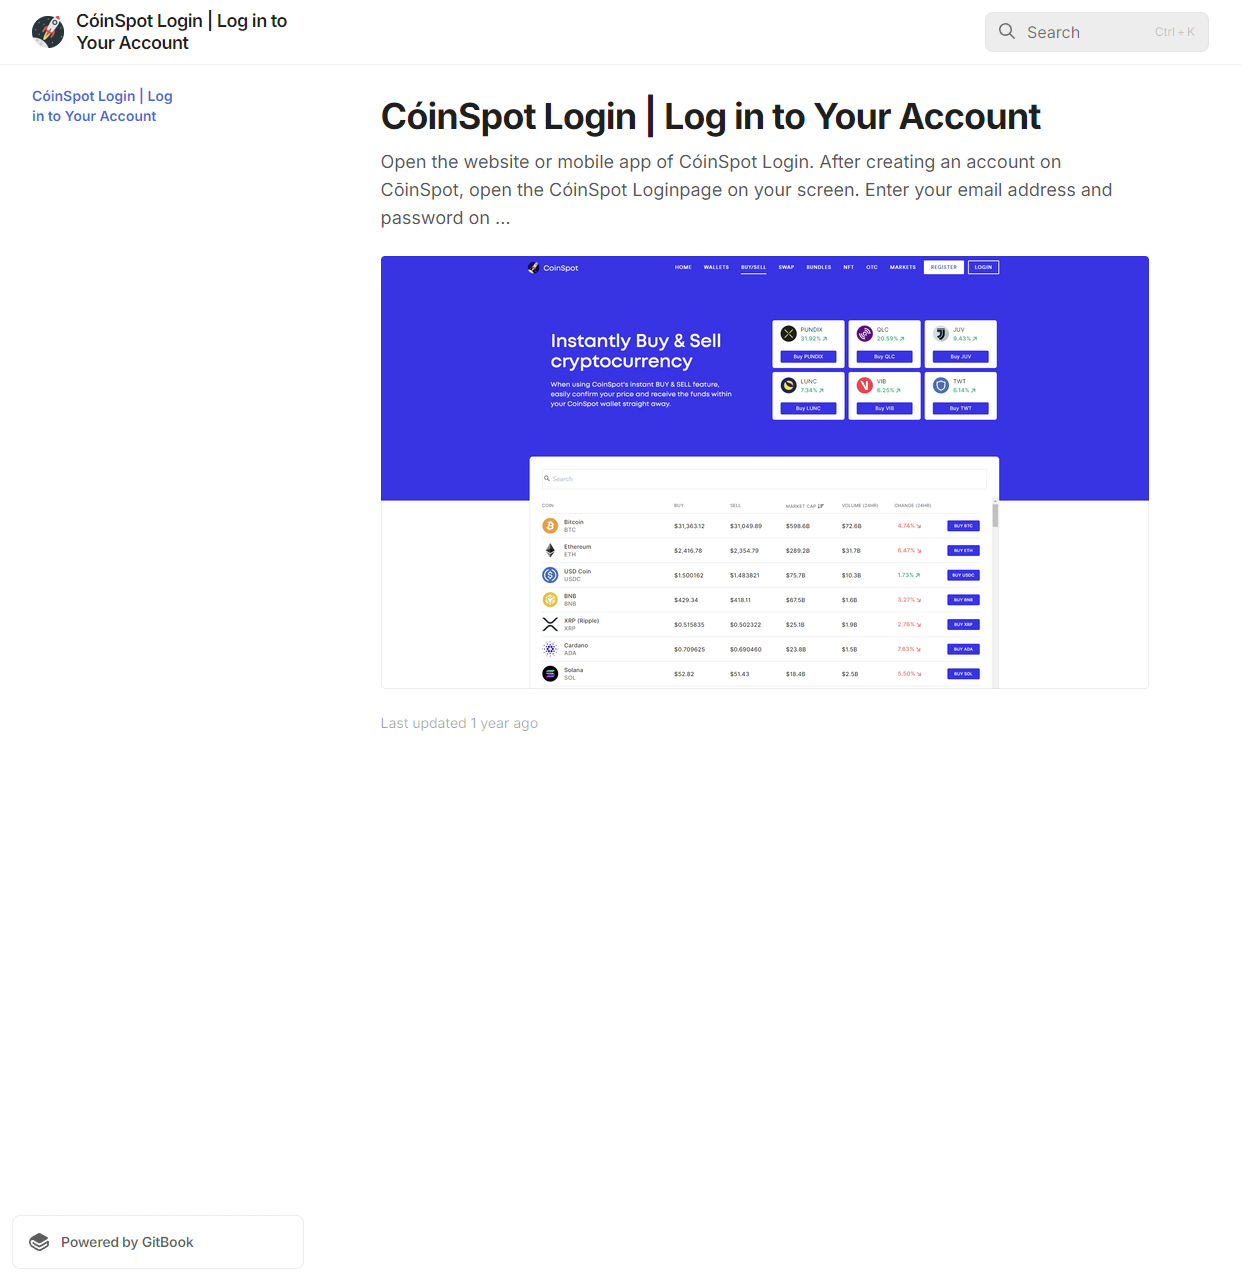 CóinSpot Login | Log in to
Your Account
Search
Ctrl + K
CóinSpot Login | Log
in to Your Account
CóinSpot Login | Log in to Your Account
Open the website or mobile app of CóinSpot Login. After creating an account on
CōinSpot, open the CóinSpot Loginpage on your screen. Enter your email address and
password on ...
CoinSpot
HOME WALLETS BUY/SELL SWAP BUNDLES NFT OTC MARKETS REGISTER LOGIN
Instantly Buy & Sell
cryptocurrency
When using CoinSpot's instant BUY & SELL feature,
easily confirm your price and receive the funds within
your CoinSpot wallet straight away.
PUNDIX
31.92%
Buy PUNDIX
QLC
20.59%
Buy QLC
JUV
9.43%
Buy JUV
LUNC
7.34%
Buy LUNC
VIB
6.25%
Buy VIB
TWT
6.14%
Buy TWT
Search
COIN BUY SELL MARKET CAP VOLUME (24HR) CHANGE (24HR)
Bitcoin
BTC
$31,363.12 $31,049.89 $598.6B $72.6B 4.74% BUY BTC
Ethereum
ETH
$2,416.78 $2,354.79 $289.2B $31.7B 6.47% BUY ETH
USD Coin
USDC
$1.500162 $1.483821 $75.7B $10.3B 1.73% BUY USDC
BNB
BNB
$429.34 $418.11 $67.5B $1.6B 3.27% BUY BNB
XRP (Ripple)
XRP
$0.515835 $0.502322 $25.1B $1.9B 2.76% BUY XRP
Cardano
ADA
$0.709625 $0.690460 $23.8B $1.5B 7.63% BUY ADA
Solana
SOL
$52.82 $51.43 $18.4B $2.5B 5.50% BUY SOL
Last updated 1 year ago
Powered by GitBook